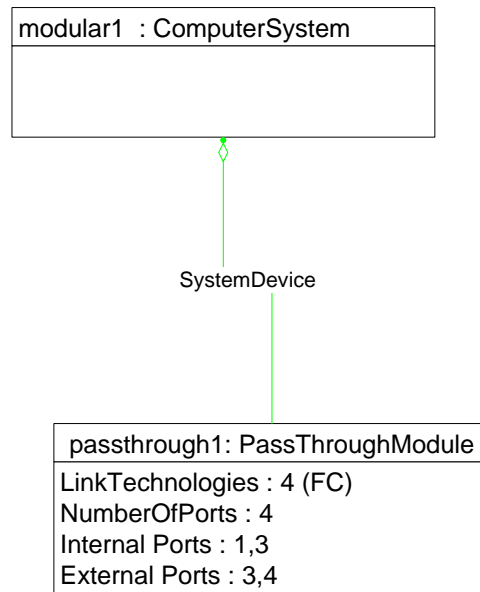 modular1 : ComputerSystem
SystemDevice
passthrough1: PassThroughModule
LinkTechnologies : 4 (FC)
NumberOfPorts : 4
Internal Ports : 1,3
External Ports : 3,4